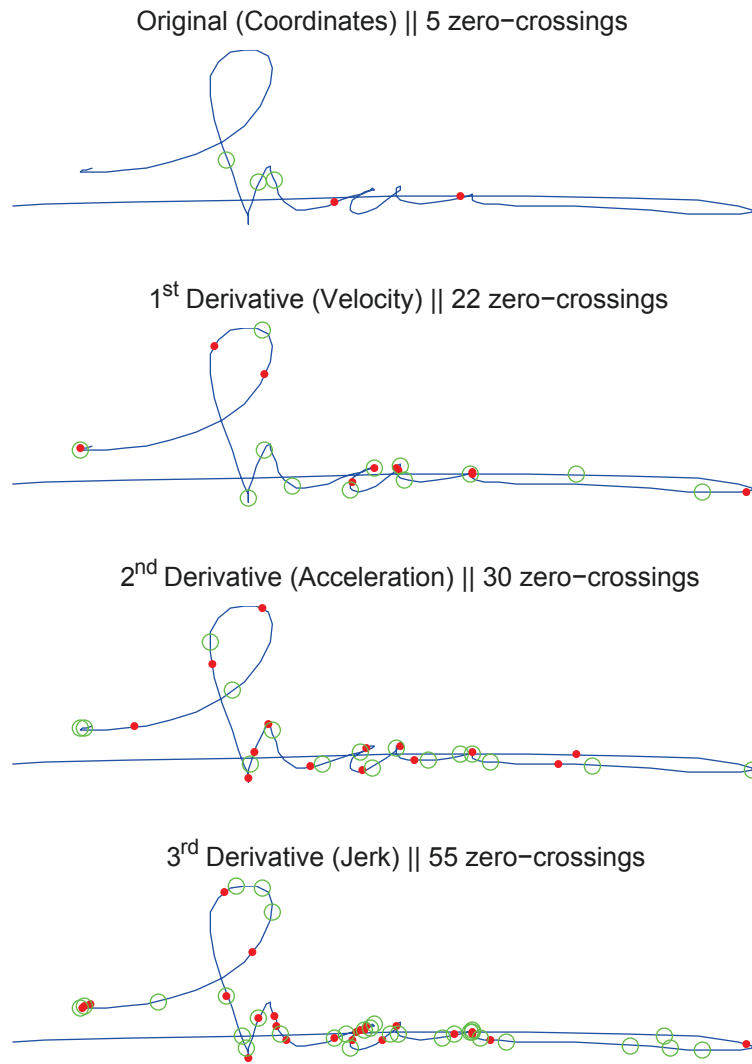 Original (Coordinates) || 5 zero−crossings
1st Derivative (Velocity) || 22 zero−crossings
2nd Derivative (Acceleration) || 30 zero−crossings
3rd Derivative (Jerk) || 55 zero−crossings